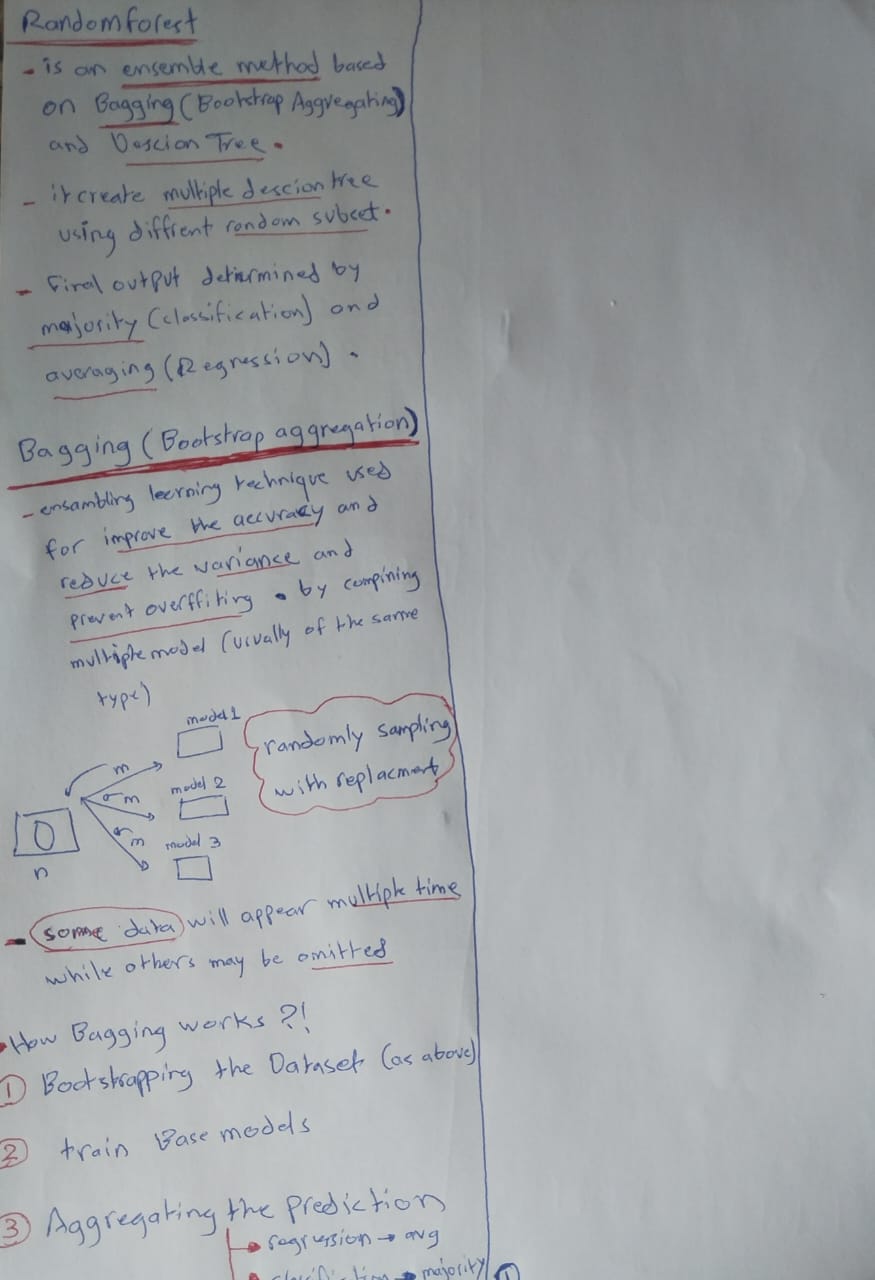 Randomforest
- is an ensemble method based
on Bagging (Bootstrap Aggregating)
and Descion Tree.
- it create multiple descion tree
using diffrent random subset.
- Final output determined by
majority (classification) and
averaging (Regression).
Bagging (Bootstrap aggregation)
- ensambling learning technique used
for improve the accuracy and
reduce the variance and
prevent overffiting . by compining
multiple model (usually of the same
type)
model 1
randomly sampling
with replacment
m
model 2
m
m
model 3
n
- some data will appear multiple time
while others may be omitted
How Bagging works ?!
1 Bootstrapping the Dataset (as above)
2 train Base models
3 Aggregating the prediction
regression → avg
classification → majority 1